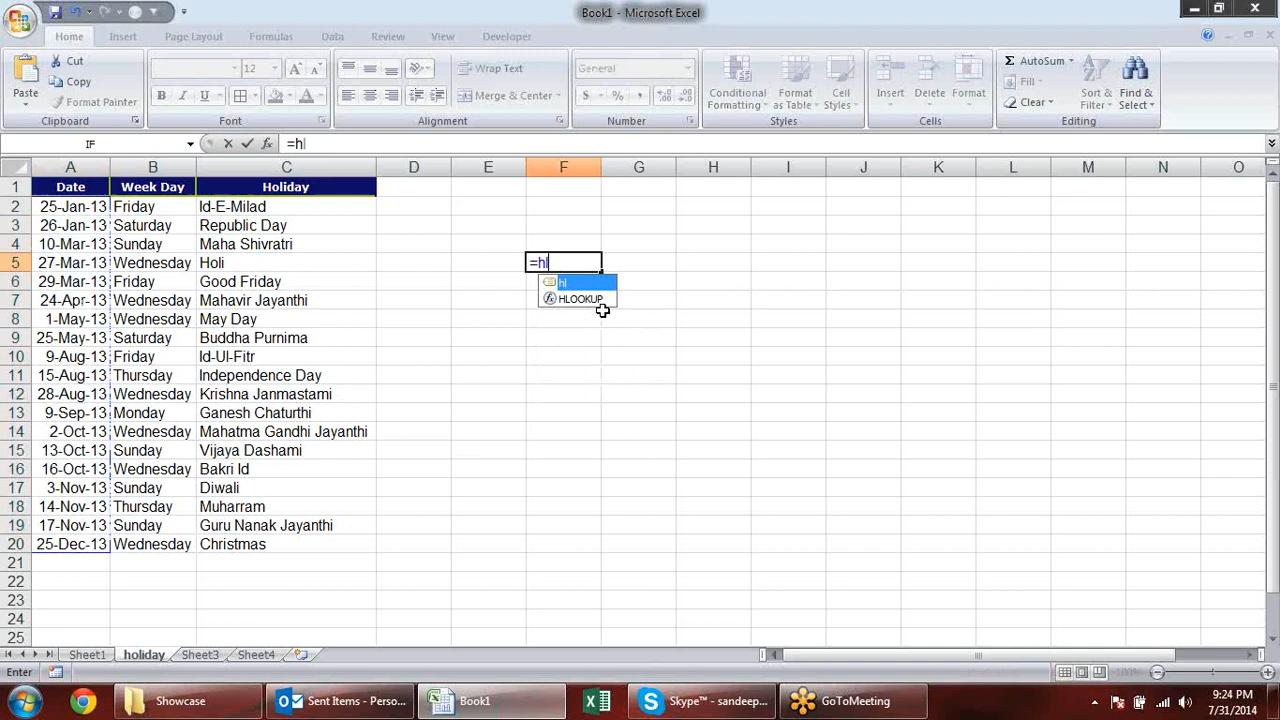 Book1 - Microsoft Excel
Home Insert Page Layout Formulas Data Review View Developer
Paste
Cut
Copy
Format Painter
Clipboard
12 A A
B I U A
Font
Wrap Text
Merge & Center
Alignment
General
$ % ,
Number
Conditional Formatting
Format as Table
Cell Styles
Styles
Insert
Delete
Format
Cells
Σ AutoSum
Fill
Clear
Sort & Filter
Find & Select
Editing
IF fx =hl
A B C D E F G H I J K L M N O
1 Date Week Day Holiday
2 25-Jan-13 Friday Id-E-Milad
3 26-Jan-13 Saturday Republic Day
4 10-Mar-13 Sunday Maha Shivratri
5 27-Mar-13 Wednesday Holi =hl
6 29-Mar-13 Friday Good Friday hl
7 24-Apr-13 Wednesday Mahavir Jayanthi HLOOKUP
8 1-May-13 Wednesday May Day
9 25-May-13 Saturday Buddha Purnima
10 9-Aug-13 Friday Id-Ul-Fitr
11 15-Aug-13 Thursday Independence Day
12 28-Aug-13 Wednesday Krishna Janmastami
13 9-Sep-13 Monday Ganesh Chaturthi
14 2-Oct-13 Wednesday Mahatma Gandhi Jayanthi
15 13-Oct-13 Sunday Vijaya Dashami
16 16-Oct-13 Wednesday Bakri Id
17 3-Nov-13 Sunday Diwali
18 14-Nov-13 Thursday Muharram
19 17-Nov-13 Sunday Guru Nanak Jayanthi
20 25-Dec-13 Wednesday Christmas
21
22
23
24
25
Sheet1 holiday Sheet3 Sheet4
Enter 100%
Showcase Sent Items - Perso... Book1 Skype™ - sandeep... GoToMeeting 9:24 PM
7/31/2014